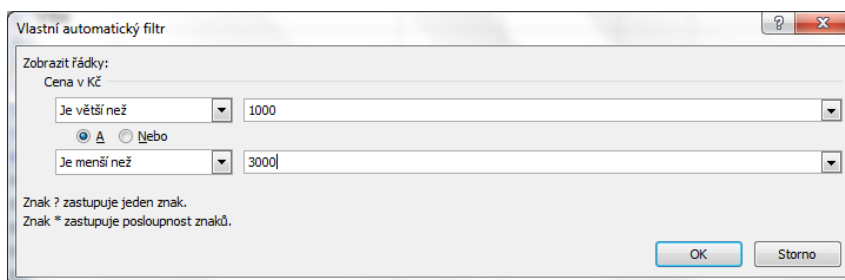 Vlastní automatický filtr
Zobrazit řádky:
Cena v Kč
Je větší než 1000
A Nebo
Je menší než 3000
Znak ? zastupuje jeden znak.
Znak * zastupuje posloupnost znaků.
OK Storno